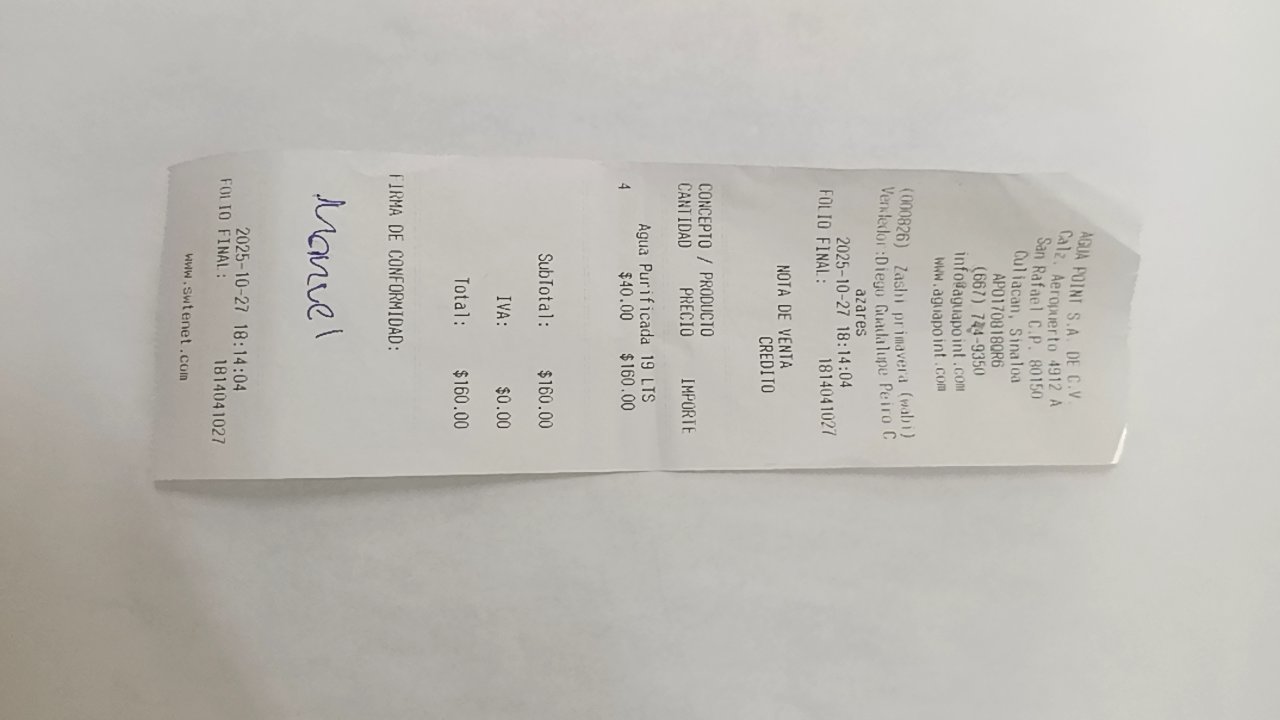 AGUA POINT S.A. DE C.V.
Calz. Aeropuerto 4912 A
San Rafael C.P. 80150
Culiacan, Sinaloa
APO170818QR6
(667) 744-9350
info@aguapoint.com
www.aguapoint.com
(000826) Zashi primavera (wabi)
Vendedor:Diego Guadalupe Peiro C
azares
2025-10-27 18:14:04
FOLIO FINAL: 1814041027
NOTA DE VENTA
CREDITO
CONCEPTO / PRODUCTO
CANTIDAD PRECIO IMPORTE
Agua Purificada 19 LTS
4 $40.00 $160.00
SubTotal: $160.00
IVA: $0.00
Total: $160.00
FIRMA DE CONFORMIDAD:
Manuel
2025-10-27 18:14:04
FOLIO FINAL: 1814041027
www.swtenet.com